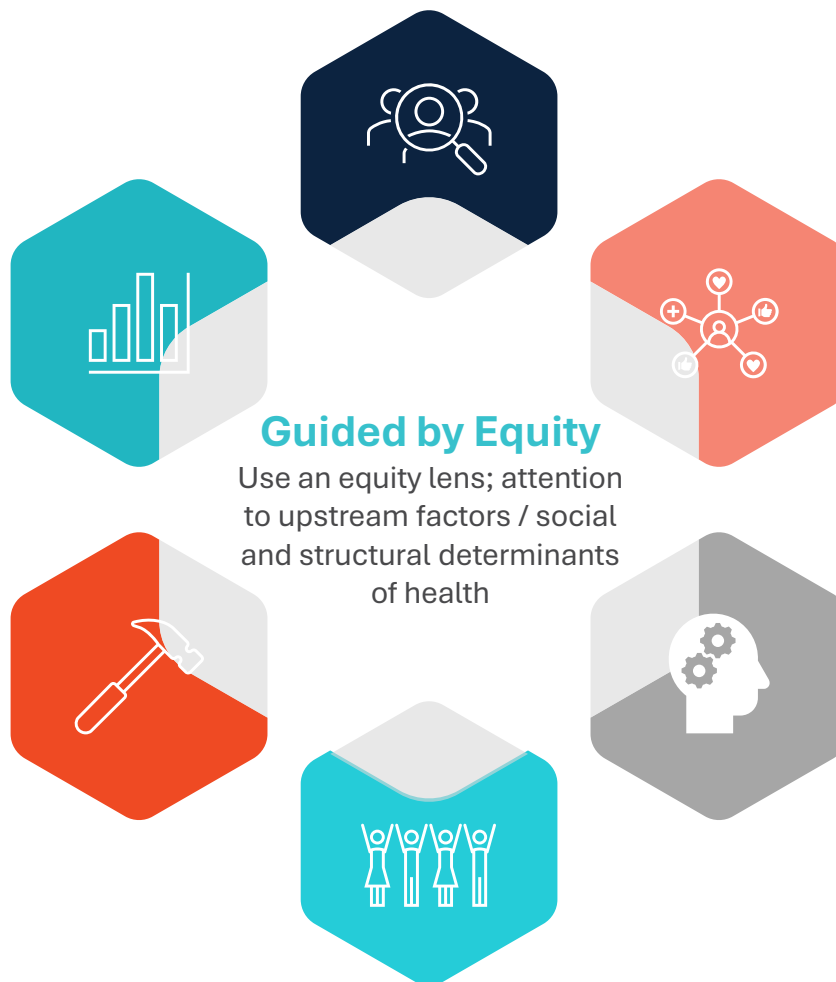 Guided by Equity
Use an equity lens; attention
to upstream factors / social
and structural determinants
of health